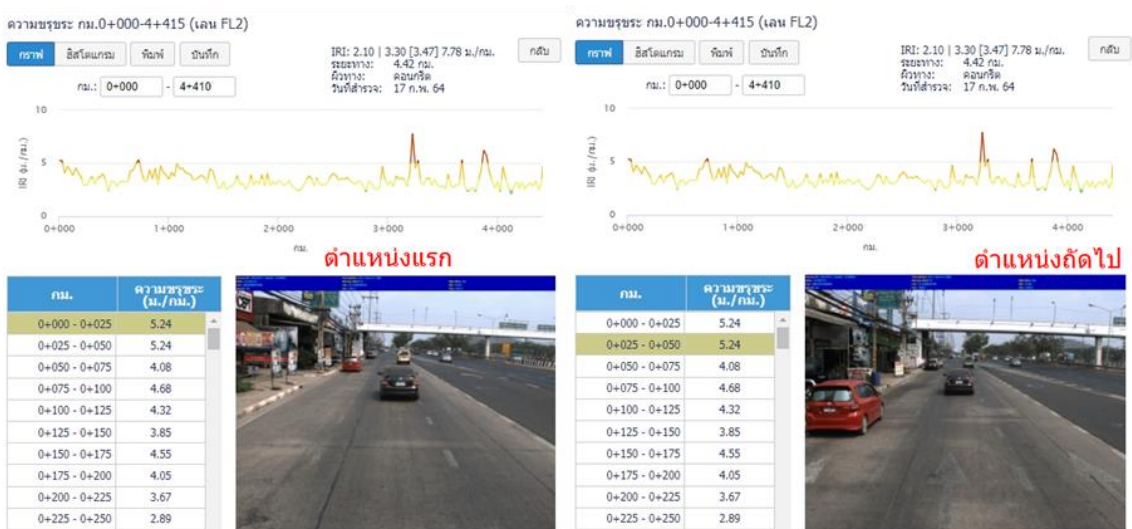 ความขรุขระ กม.0+000-4+415 (เลน FL2)
กราฟ ฮิสโตแกรม พิมพ์ บันทึก
IRI: 2.10 | 3.30 [3.47] 7.78 ม./กม.
ระยะทาง: 4.42 กม.
ผิวทาง: คอนกรีต
วันที่สำรวจ: 17 ก.พ. 64
กลับ
กม.: 0+000 - 4+410
10
5
0
IRI (ม./กม.)
0+000 1+000 2+000 3+000 4+000
กม.
ตำแหน่งแรก
กม. ความขรุขระ (ม./กม.)
0+000 - 0+025 5.24
0+025 - 0+050 5.24
0+050 - 0+075 4.08
0+075 - 0+100 4.68
0+100 - 0+125 4.32
0+125 - 0+150 3.85
0+150 - 0+175 4.55
0+175 - 0+200 4.05
0+200 - 0+225 3.67
0+225 - 0+250 2.89
ความขรุขระ กม.0+000-4+415 (เลน FL2)
กราฟ ฮิสโตแกรม พิมพ์ บันทึก
IRI: 2.10 | 3.30 [3.47] 7.78 ม./กม.
ระยะทาง: 4.42 กม.
ผิวทาง: คอนกรีต
วันที่สำรวจ: 17 ก.พ. 64
กลับ
กม.: 0+000 - 4+410
10
5
0
IRI (ม./กม.)
0+000 1+000 2+000 3+000 4+000
กม.
ตำแหน่งถัดไป
กม. ความขรุขระ (ม./กม.)
0+000 - 0+025 5.24
0+025 - 0+050 5.24
0+050 - 0+075 4.08
0+075 - 0+100 4.68
0+100 - 0+125 4.32
0+125 - 0+150 3.85
0+150 - 0+175 4.55
0+175 - 0+200 4.05
0+200 - 0+225 3.67
0+225 - 0+250 2.89